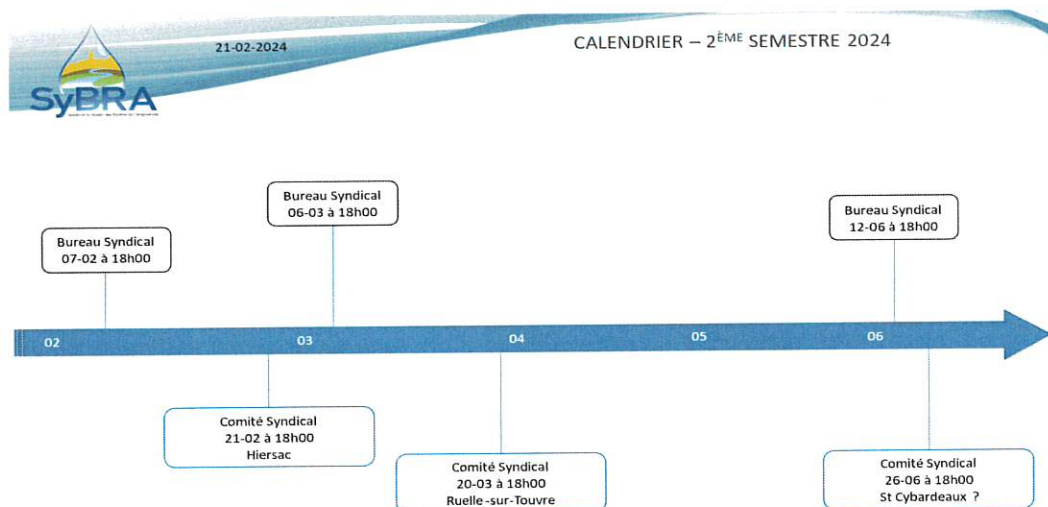 21-02-2024
CALENDRIER – 2ÈME SEMESTRE 2024
SyBRA
Bureau Syndical
06-03 à 18h00
Bureau Syndical
12-06 à 18h00
Bureau Syndical
07-02 à 18h00
02
03
04
05
06
Comité Syndical
21-02 à 18h00
Hiersac
Comité Syndical
20-03 à 18h00
Ruelle-sur-Touvre
Comité Syndical
26-06 à 18h00
St Cybardeaux ?